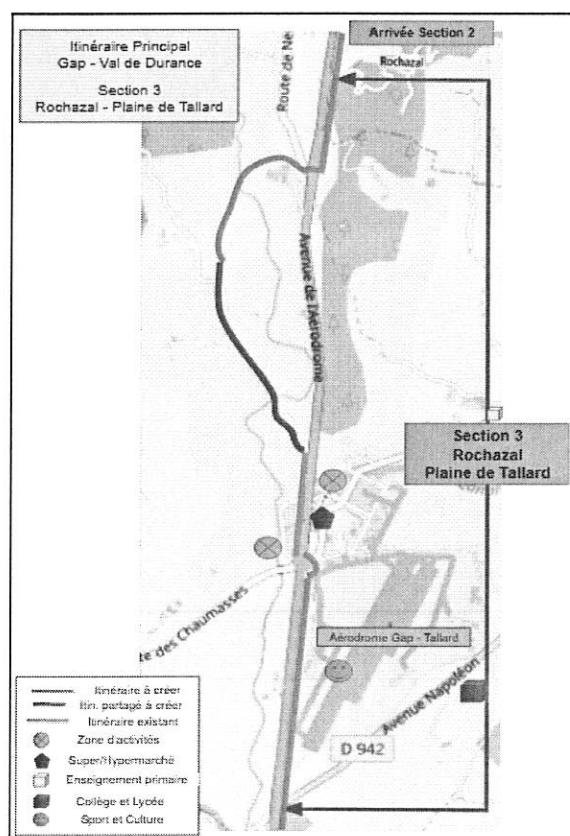 Itinéraire Principal
Gap - Val de Durance
Section 3
Rochazal - Plaine de Tallard
Route de Ne
Arrivée Section 2
Rochazal
Avenue de l'Aérodrome
Section 3
Rochazal
Plaine de Tallard
te des Chaumasses
Aérodrome Gap - Tallard
Avenue Napoléon
D 942
Itinéraire à créer
Itin. partagé à créer
Itinéraire existant
Zone d'activités
Super/Hypermarché
Enseignement primaire
Collège et Lycée
Sport et Culture